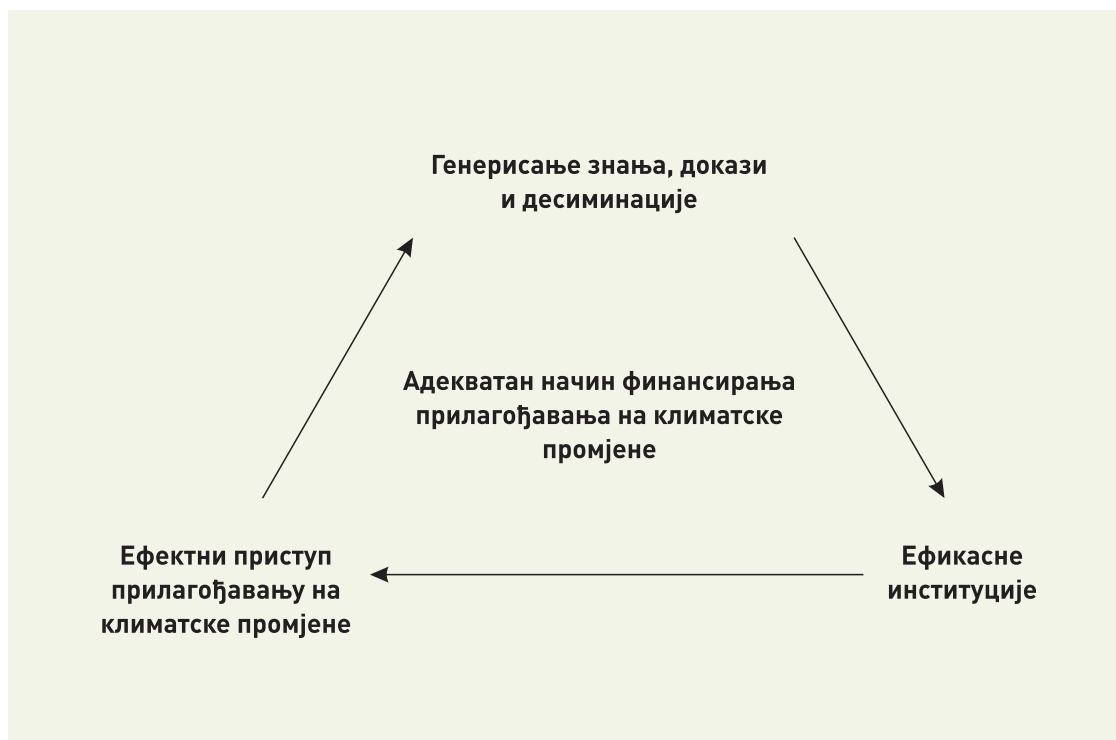 Генерисање знања, докази
и десиминације
Адекватан начин финансирања
прилагођавања на климатске
промјене
Ефектни приступ
прилагођавању на
климатске промјене
Ефикасне
институције